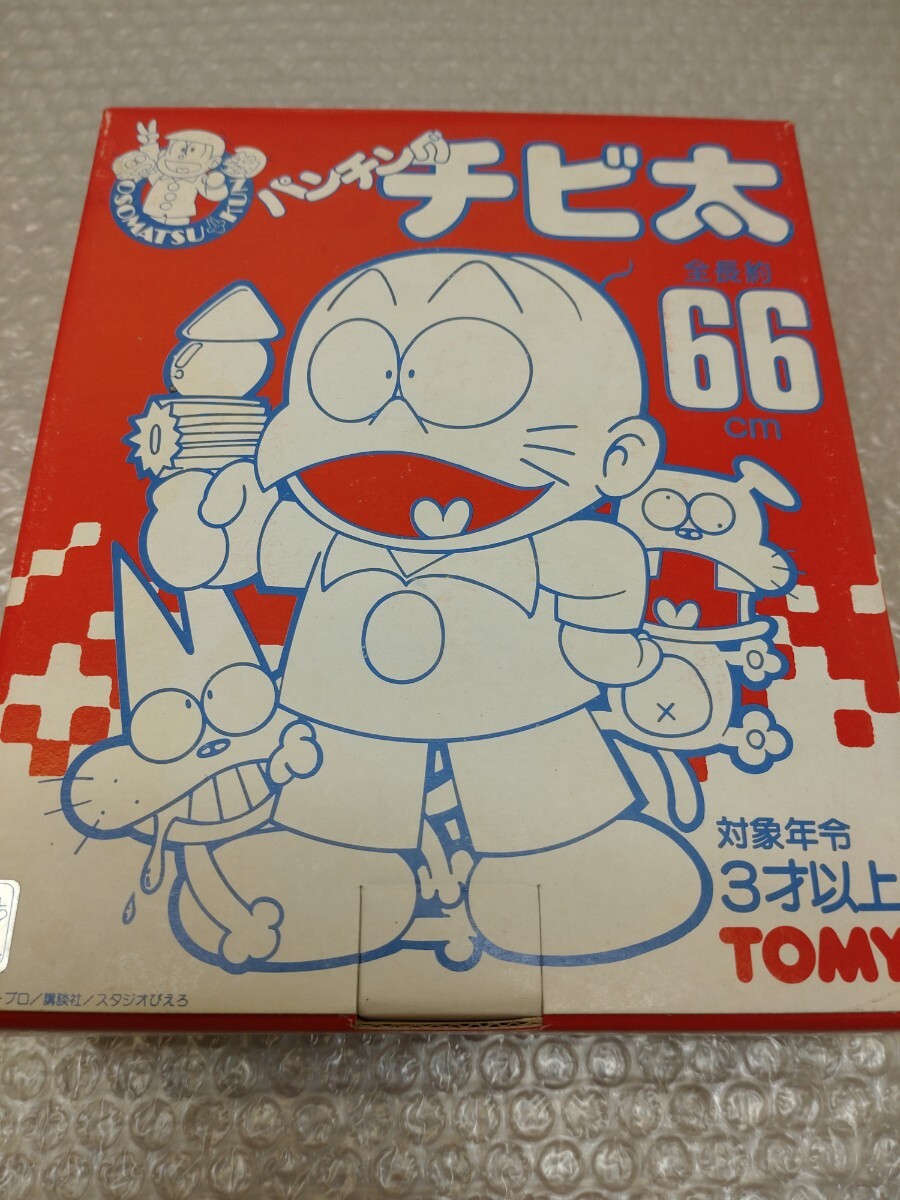 OSOMATSU KUN
パンチング
チビ太
全長約
66
cm
対象年令
3才以上
TOMY
プロ/講談社/スタジオぴえろ